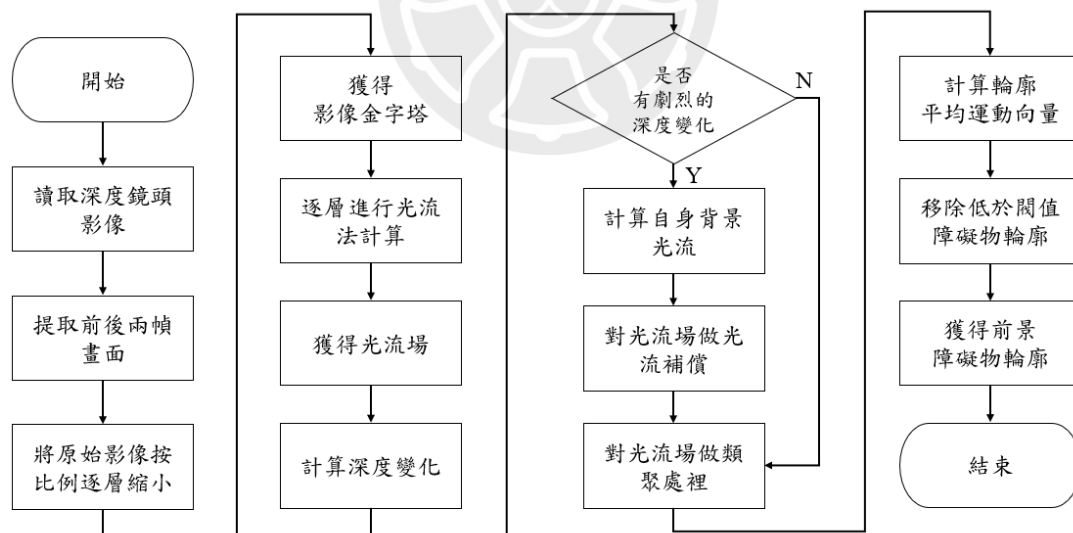 開始
讀取深度鏡頭
影像
提取前後兩幀
畫面
將原始影像按
比例逐層縮小
獲得
影像金字塔
逐層進行光流
法計算
獲得光流場
計算深度變化
是否
有劇烈的
深度變化
N
Y
計算自身背景
光流
對光流場做光
流補償
對光流場做類
聚處裡
計算輪廓
平均運動向量
移除低於閥值
障礙物輪廓
獲得前景
障礙物輪廓
結束